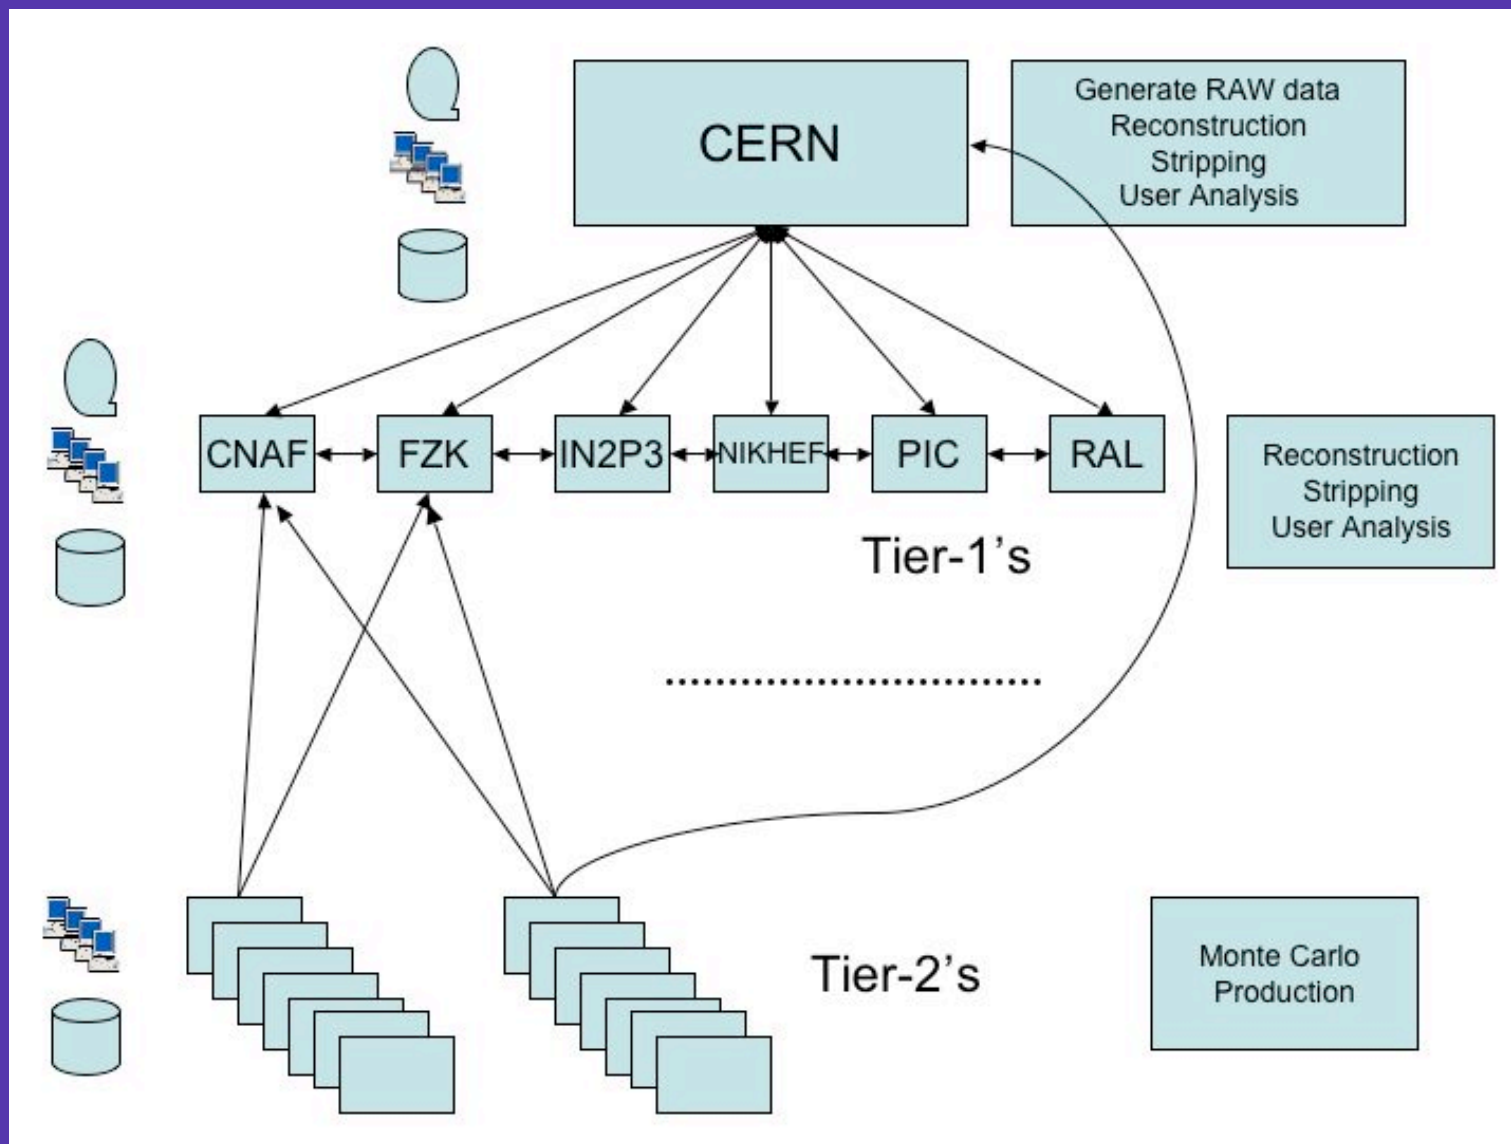 CERN
Generate RAW data
Reconstruction
Stripping
User Analysis
CNAF
FZK
IN2P3
NIKHEF
PIC
RAL
Reconstruction
Stripping
User Analysis
Tier-1's
Tier-2's
Monte Carlo
Production